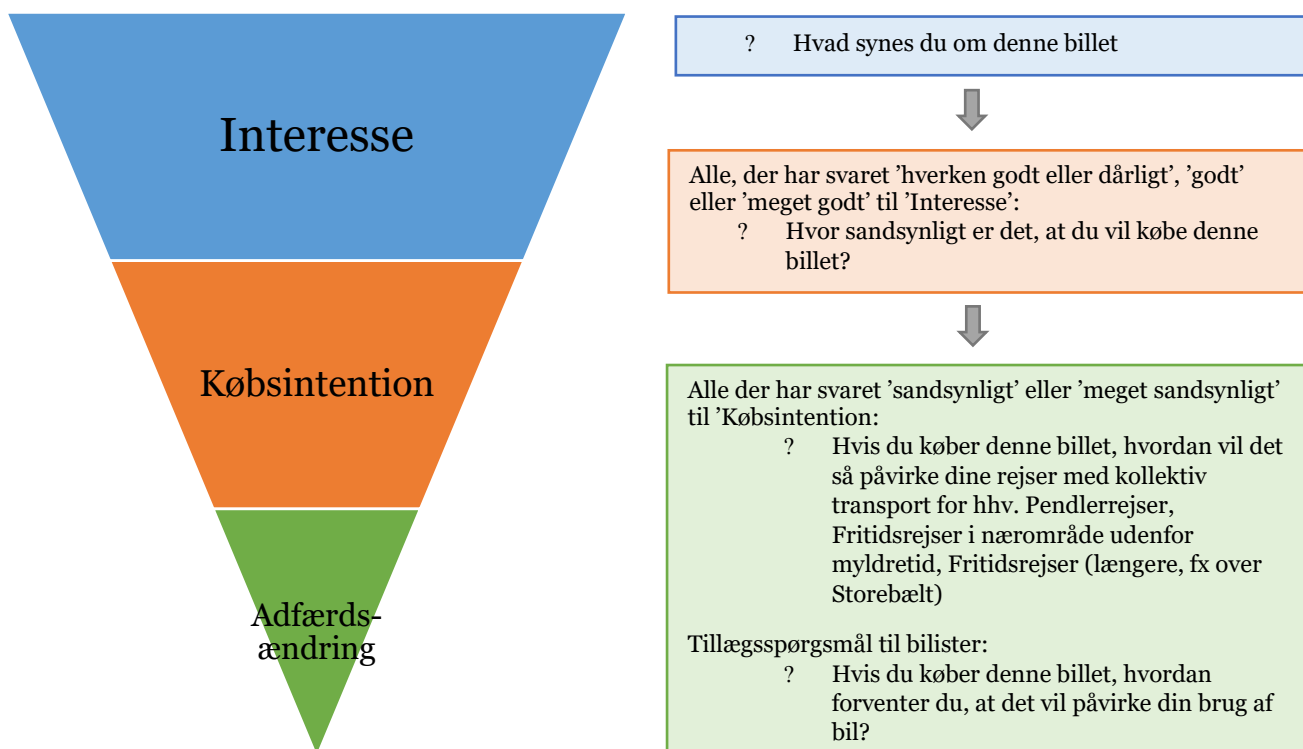 Interesse
Købsintention
Adfærds-
ændring
? Hvad synes du om denne billet
Alle, der har svaret ’hverken godt eller dårligt’, ’godt’
eller ’meget godt’ til ’Interesse’:
? Hvor sandsynligt er det, at du vil købe denne
billet?
Alle der har svaret ’sandsynligt’ eller ’meget sandsynligt’
til ’Købsintention:
? Hvis du køber denne billet, hvordan vil det
så påvirke dine rejser med kollektiv
transport for hhv. Pendlerrejser,
Fritidsrejser i nærområde udenfor
myldretid, Fritidsrejser (længere, fx over
Storebælt)
Tillægsspørgsmål til bilister:
? Hvis du køber denne billet, hvordan
forventer du, at det vil påvirke din brug af
bil?